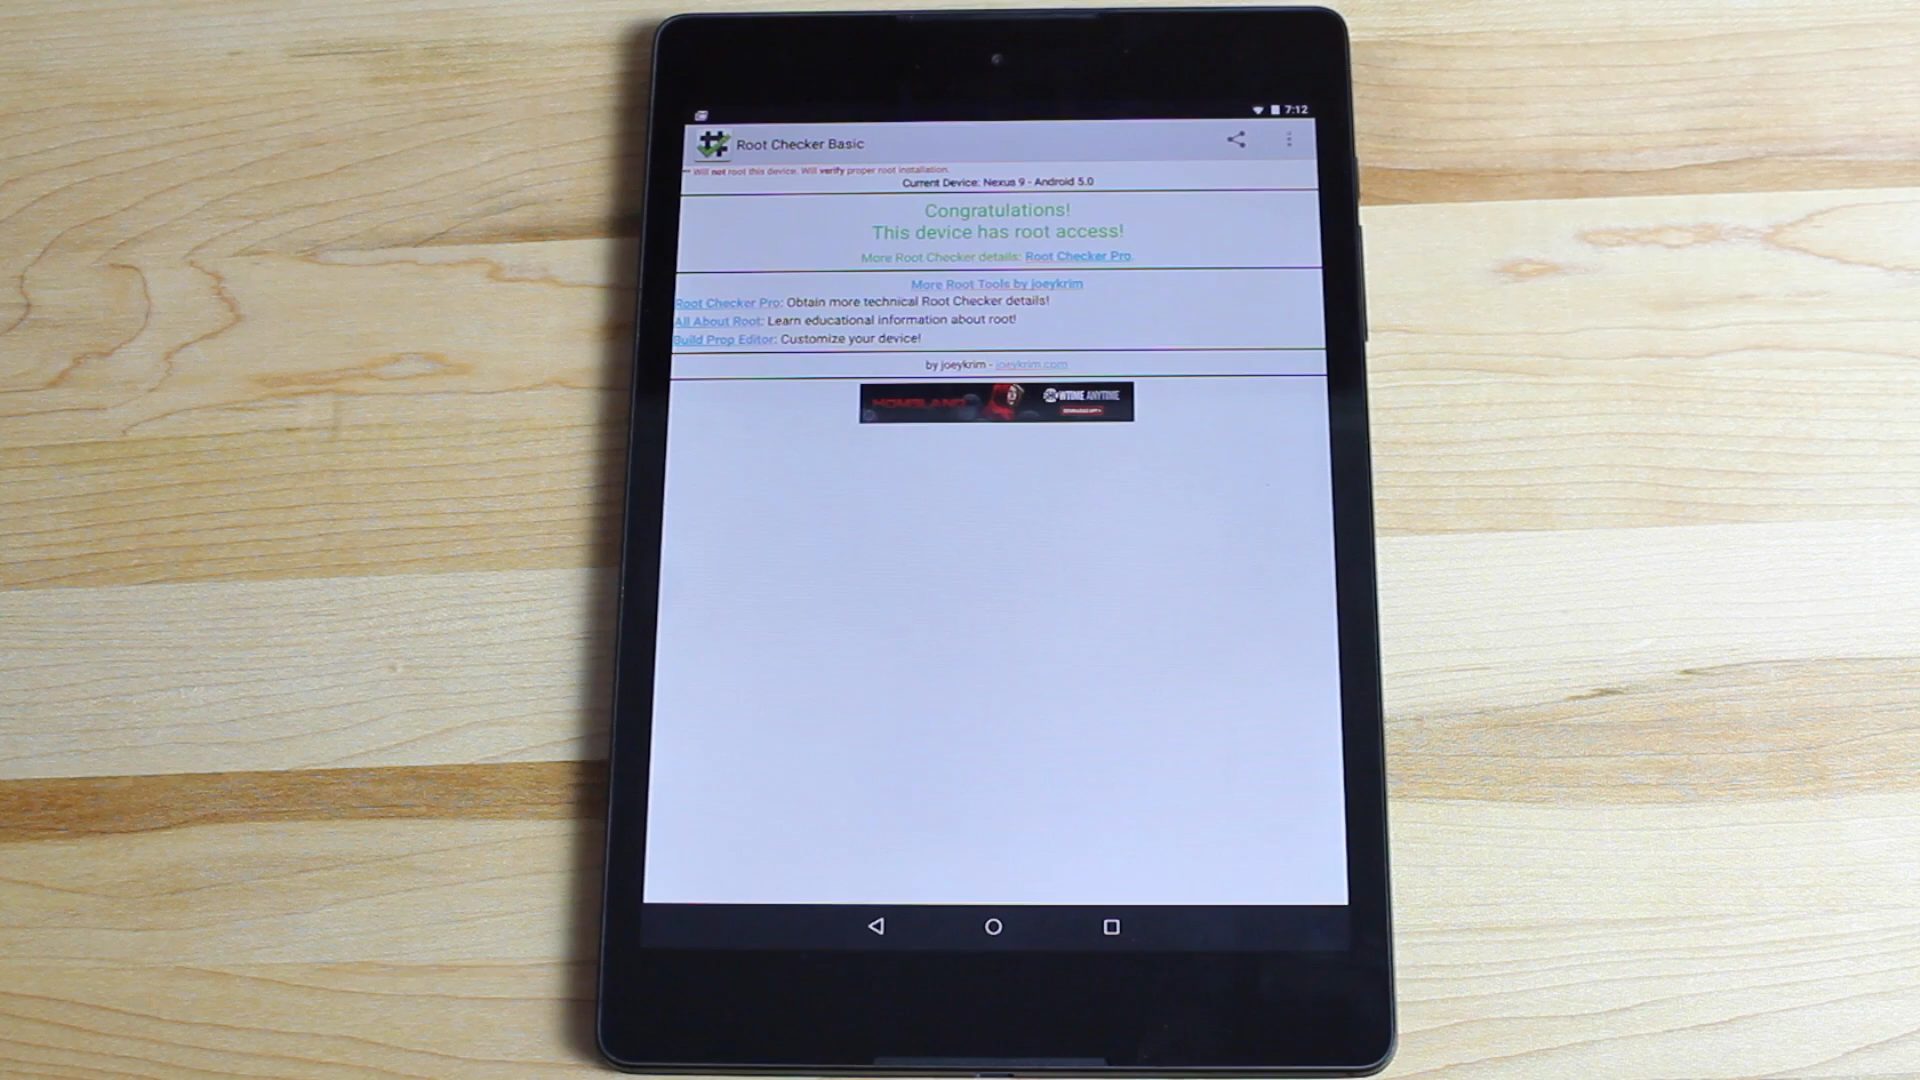 7:12
Root Checker Basic
Will not root this device. Will verify proper root installation.
Current Device: Nexus 9 - Android 5.0
Congratulations!
This device has root access!
More Root Checker details: Root Checker Pro.
More Root Tools by joeykrim
Root Checker Pro: Obtain more technical Root Checker details!
All About Root: Learn educational information about root!
Build Prop Editor: Customize your device!
by joeykrim - joeykrim.com
HOMELAND
SHOWTIME ANYTIME